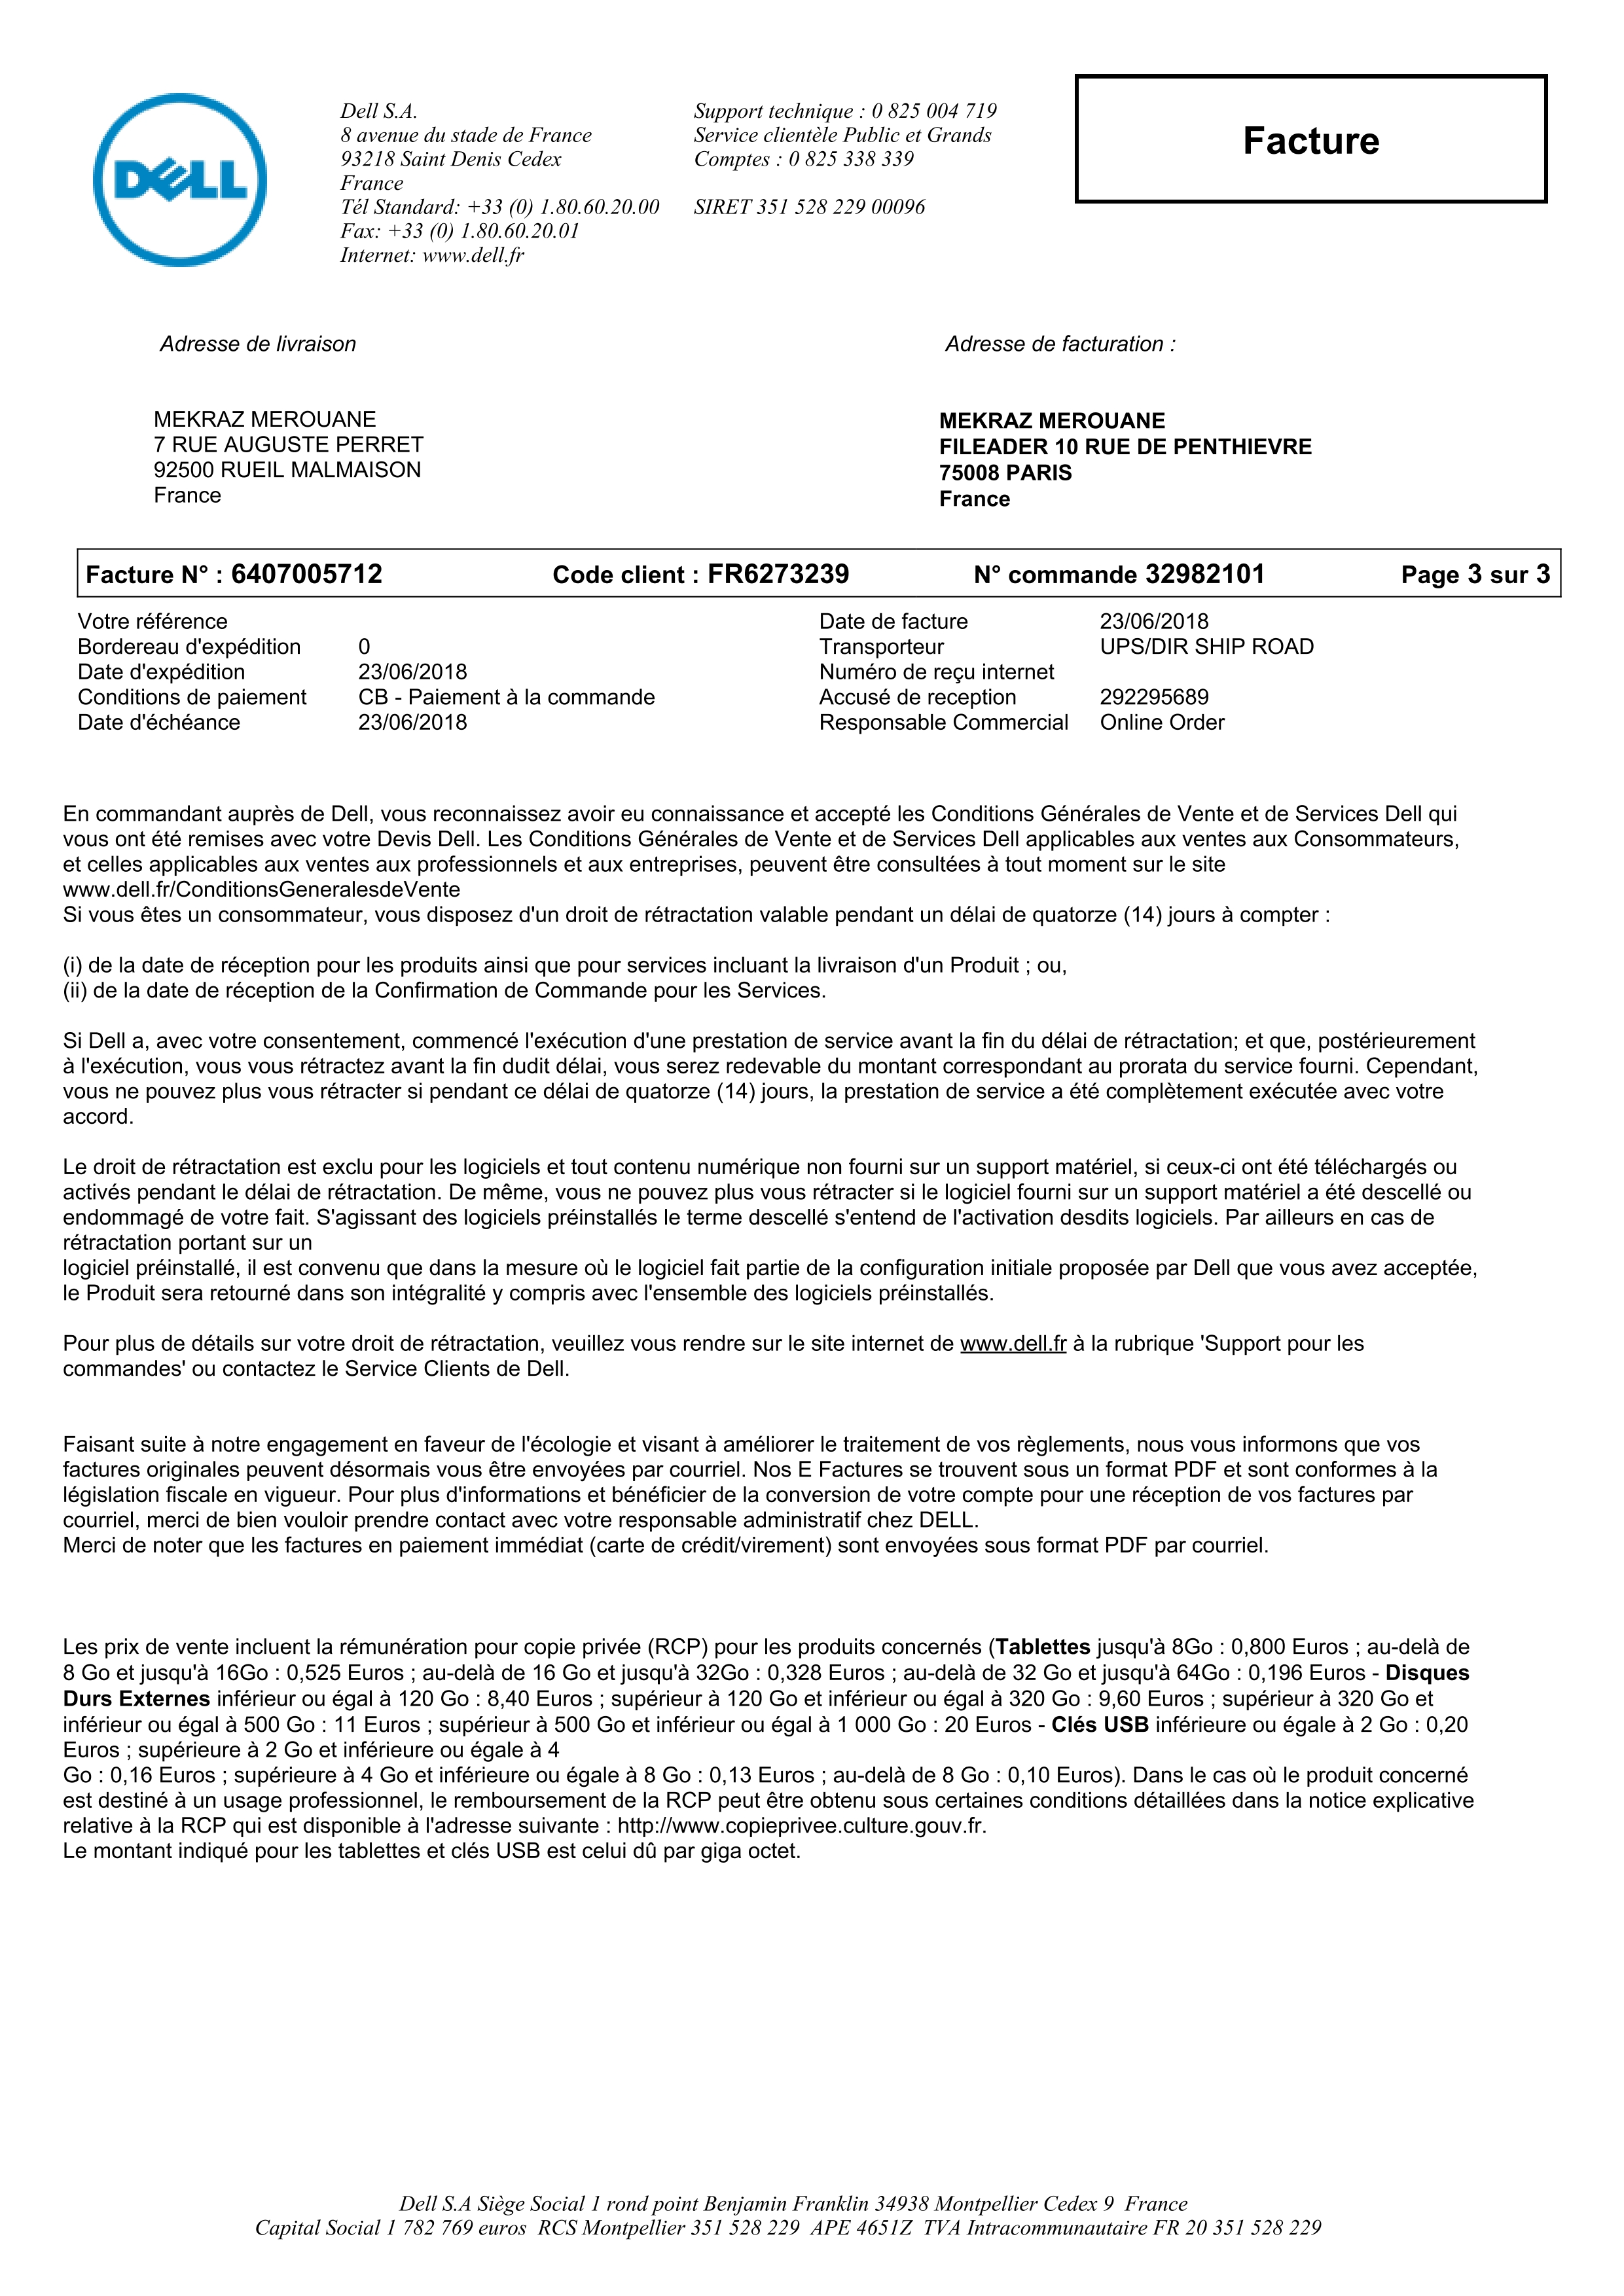 DELL
Dell S.A.
8 avenue du stade de France
93218 Saint Denis Cedex
France
Tél Standard: +33 (0) 1.80.60.20.00
Fax: +33 (0) 1.80.60.20.01
Internet: www.dell.fr
Support technique : 0 825 004 719
Service clientèle Public et Grands
Comptes : 0 825 338 339
SIRET 351 528 229 00096
Facture
Adresse de livraison
MEKRAZ MEROUANE
7 RUE AUGUSTE PERRET
92500 RUEIL MALMAISON
France
Adresse de facturation :
MEKRAZ MEROUANE
FILEADER 10 RUE DE PENTHIEVRE
75008 PARIS
France
Facture N° : 6407005712 Code client : FR6273239 N° commande 32982101 Page 3 sur 3
Votre référence
Bordereau d'expédition 0
Date d'expédition 23/06/2018
Conditions de paiement CB - Paiement à la commande
Date d'échéance 23/06/2018
Date de facture 23/06/2018
Transporteur UPS/DIR SHIP ROAD
Numéro de reçu internet
Accusé de reception 292295689
Responsable Commercial Online Order
En commandant auprès de Dell, vous reconnaissez avoir eu connaissance et accepté les Conditions Générales de Vente et de Services Dell qui
vous ont été remises avec votre Devis Dell. Les Conditions Générales de Vente et de Services Dell applicables aux ventes aux Consommateurs,
et celles applicables aux ventes aux professionnels et aux entreprises, peuvent être consultées à tout moment sur le site
www.dell.fr/ConditionsGeneralesdeVente
Si vous êtes un consommateur, vous disposez d'un droit de rétractation valable pendant un délai de quatorze (14) jours à compter :
(i) de la date de réception pour les produits ainsi que pour services incluant la livraison d'un Produit ; ou,
(ii) de la date de réception de la Confirmation de Commande pour les Services.
Si Dell a, avec votre consentement, commencé l'exécution d'une prestation de service avant la fin du délai de rétractation; et que, postérieurement
à l'exécution, vous vous rétractez avant la fin dudit délai, vous serez redevable du montant correspondant au prorata du service fourni. Cependant,
vous ne pouvez plus vous rétracter si pendant ce délai de quatorze (14) jours, la prestation de service a été complètement exécutée avec votre
accord.
Le droit de rétractation est exclu pour les logiciels et tout contenu numérique non fourni sur un support matériel, si ceux-ci ont été téléchargés ou
activés pendant le délai de rétractation. De même, vous ne pouvez plus vous rétracter si le logiciel fourni sur un support matériel a été descellé ou
endommagé de votre fait. S'agissant des logiciels préinstallés le terme descellé s'entend de l'activation desdits logiciels. Par ailleurs en cas de
rétractation portant sur un
logiciel préinstallé, il est convenu que dans la mesure où le logiciel fait partie de la configuration initiale proposée par Dell que vous avez acceptée,
le Produit sera retourné dans son intégralité y compris avec l'ensemble des logiciels préinstallés.
Pour plus de détails sur votre droit de rétractation, veuillez vous rendre sur le site internet de www.dell.fr à la rubrique 'Support pour les
commandes' ou contactez le Service Clients de Dell.
Faisant suite à notre engagement en faveur de l'écologie et visant à améliorer le traitement de vos règlements, nous vous informons que vos
factures originales peuvent désormais vous être envoyées par courriel. Nos E Factures se trouvent sous un format PDF et sont conformes à la
législation fiscale en vigueur. Pour plus d'informations et bénéficier de la conversion de votre compte pour une réception de vos factures par
courriel, merci de bien vouloir prendre contact avec votre responsable administratif chez DELL.
Merci de noter que les factures en paiement immédiat (carte de crédit/virement) sont envoyées sous format PDF par courriel.
Les prix de vente incluent la rémunération pour copie privée (RCP) pour les produits concernés (Tablettes jusqu'à 8Go : 0,800 Euros ; au-delà de
8 Go et jusqu'à 16Go : 0,525 Euros ; au-delà de 16 Go et jusqu'à 32Go : 0,328 Euros ; au-delà de 32 Go et jusqu'à 64Go : 0,196 Euros - Disques
Durs Externes inférieur ou égal à 120 Go : 8,40 Euros ; supérieur à 120 Go et inférieur ou égal à 320 Go : 9,60 Euros ; supérieur à 320 Go et
inférieur ou égal à 500 Go : 11 Euros ; supérieur à 500 Go et inférieur ou égal à 1 000 Go : 20 Euros - Clés USB inférieure ou égale à 2 Go : 0,20
Euros ; supérieure à 2 Go et inférieure ou égale à 4
Go : 0,16 Euros ; supérieure à 4 Go et inférieure ou égale à 8 Go : 0,13 Euros ; au-delà de 8 Go : 0,10 Euros). Dans le cas où le produit concerné
est destiné à un usage professionnel, le remboursement de la RCP peut être obtenu sous certaines conditions détaillées dans la notice explicative
relative à la RCP qui est disponible à l'adresse suivante : http://www.copieprivee.culture.gouv.fr.
Le montant indiqué pour les tablettes et clés USB est celui dû par giga octet.
Dell S.A Siège Social 1 rond point Benjamin Franklin 34938 Montpellier Cedex 9 France
Capital Social 1 782 769 euros RCS Montpellier 351 528 229 APE 4651Z TVA Intracommunautaire FR 20 351 528 229